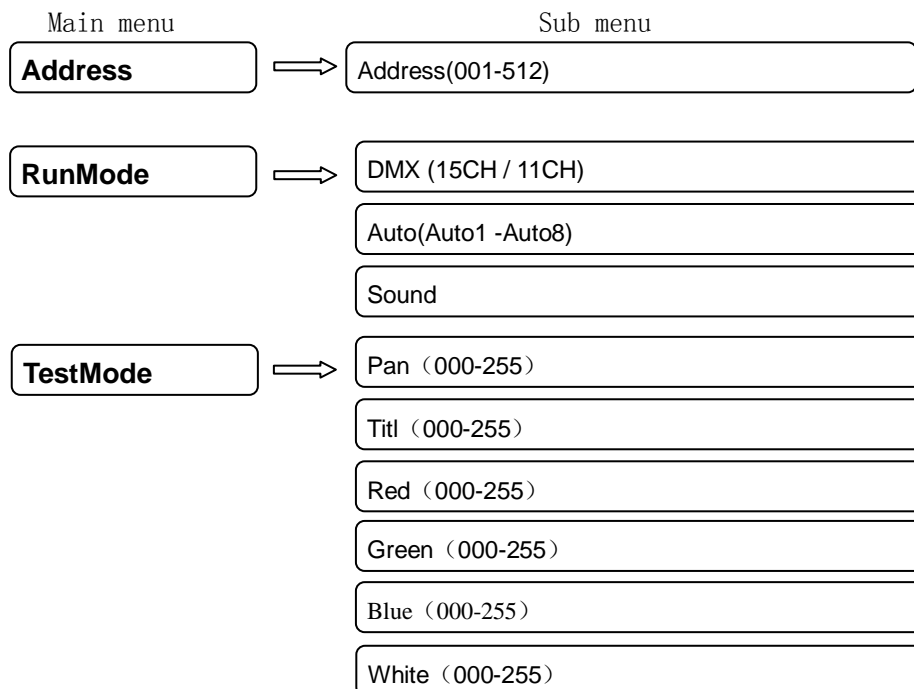 Main menu Sub menu
Address Address(001-512)
RunMode DMX (15CH / 11CH)
Auto(Auto1 -Auto8)
Sound
TestMode Pan（000-255）
Titl（000-255）
Red（000-255）
Green（000-255）
Blue（000-255）
White（000-255）